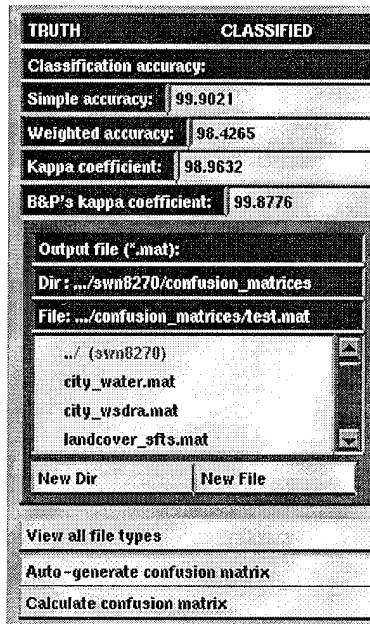 TRUTH CLASSIFIED
Classification accuracy:
Simple accuracy: 99.9021
Weighted accuracy: 98.4265
Kappa coefficient: 98.9632
B&P's kappa coefficient: 99.8776
Output file (*.mat):
Dir : .../swn8270/confusion_matrices
File: .../confusion_matrices/test.mat
../ (swn8270)
city_water.mat
city_wsdra.mat
landcover_sfts.mat
New Dir New File
View all file types
Auto-generate confusion matrix
Calculate confusion matrix